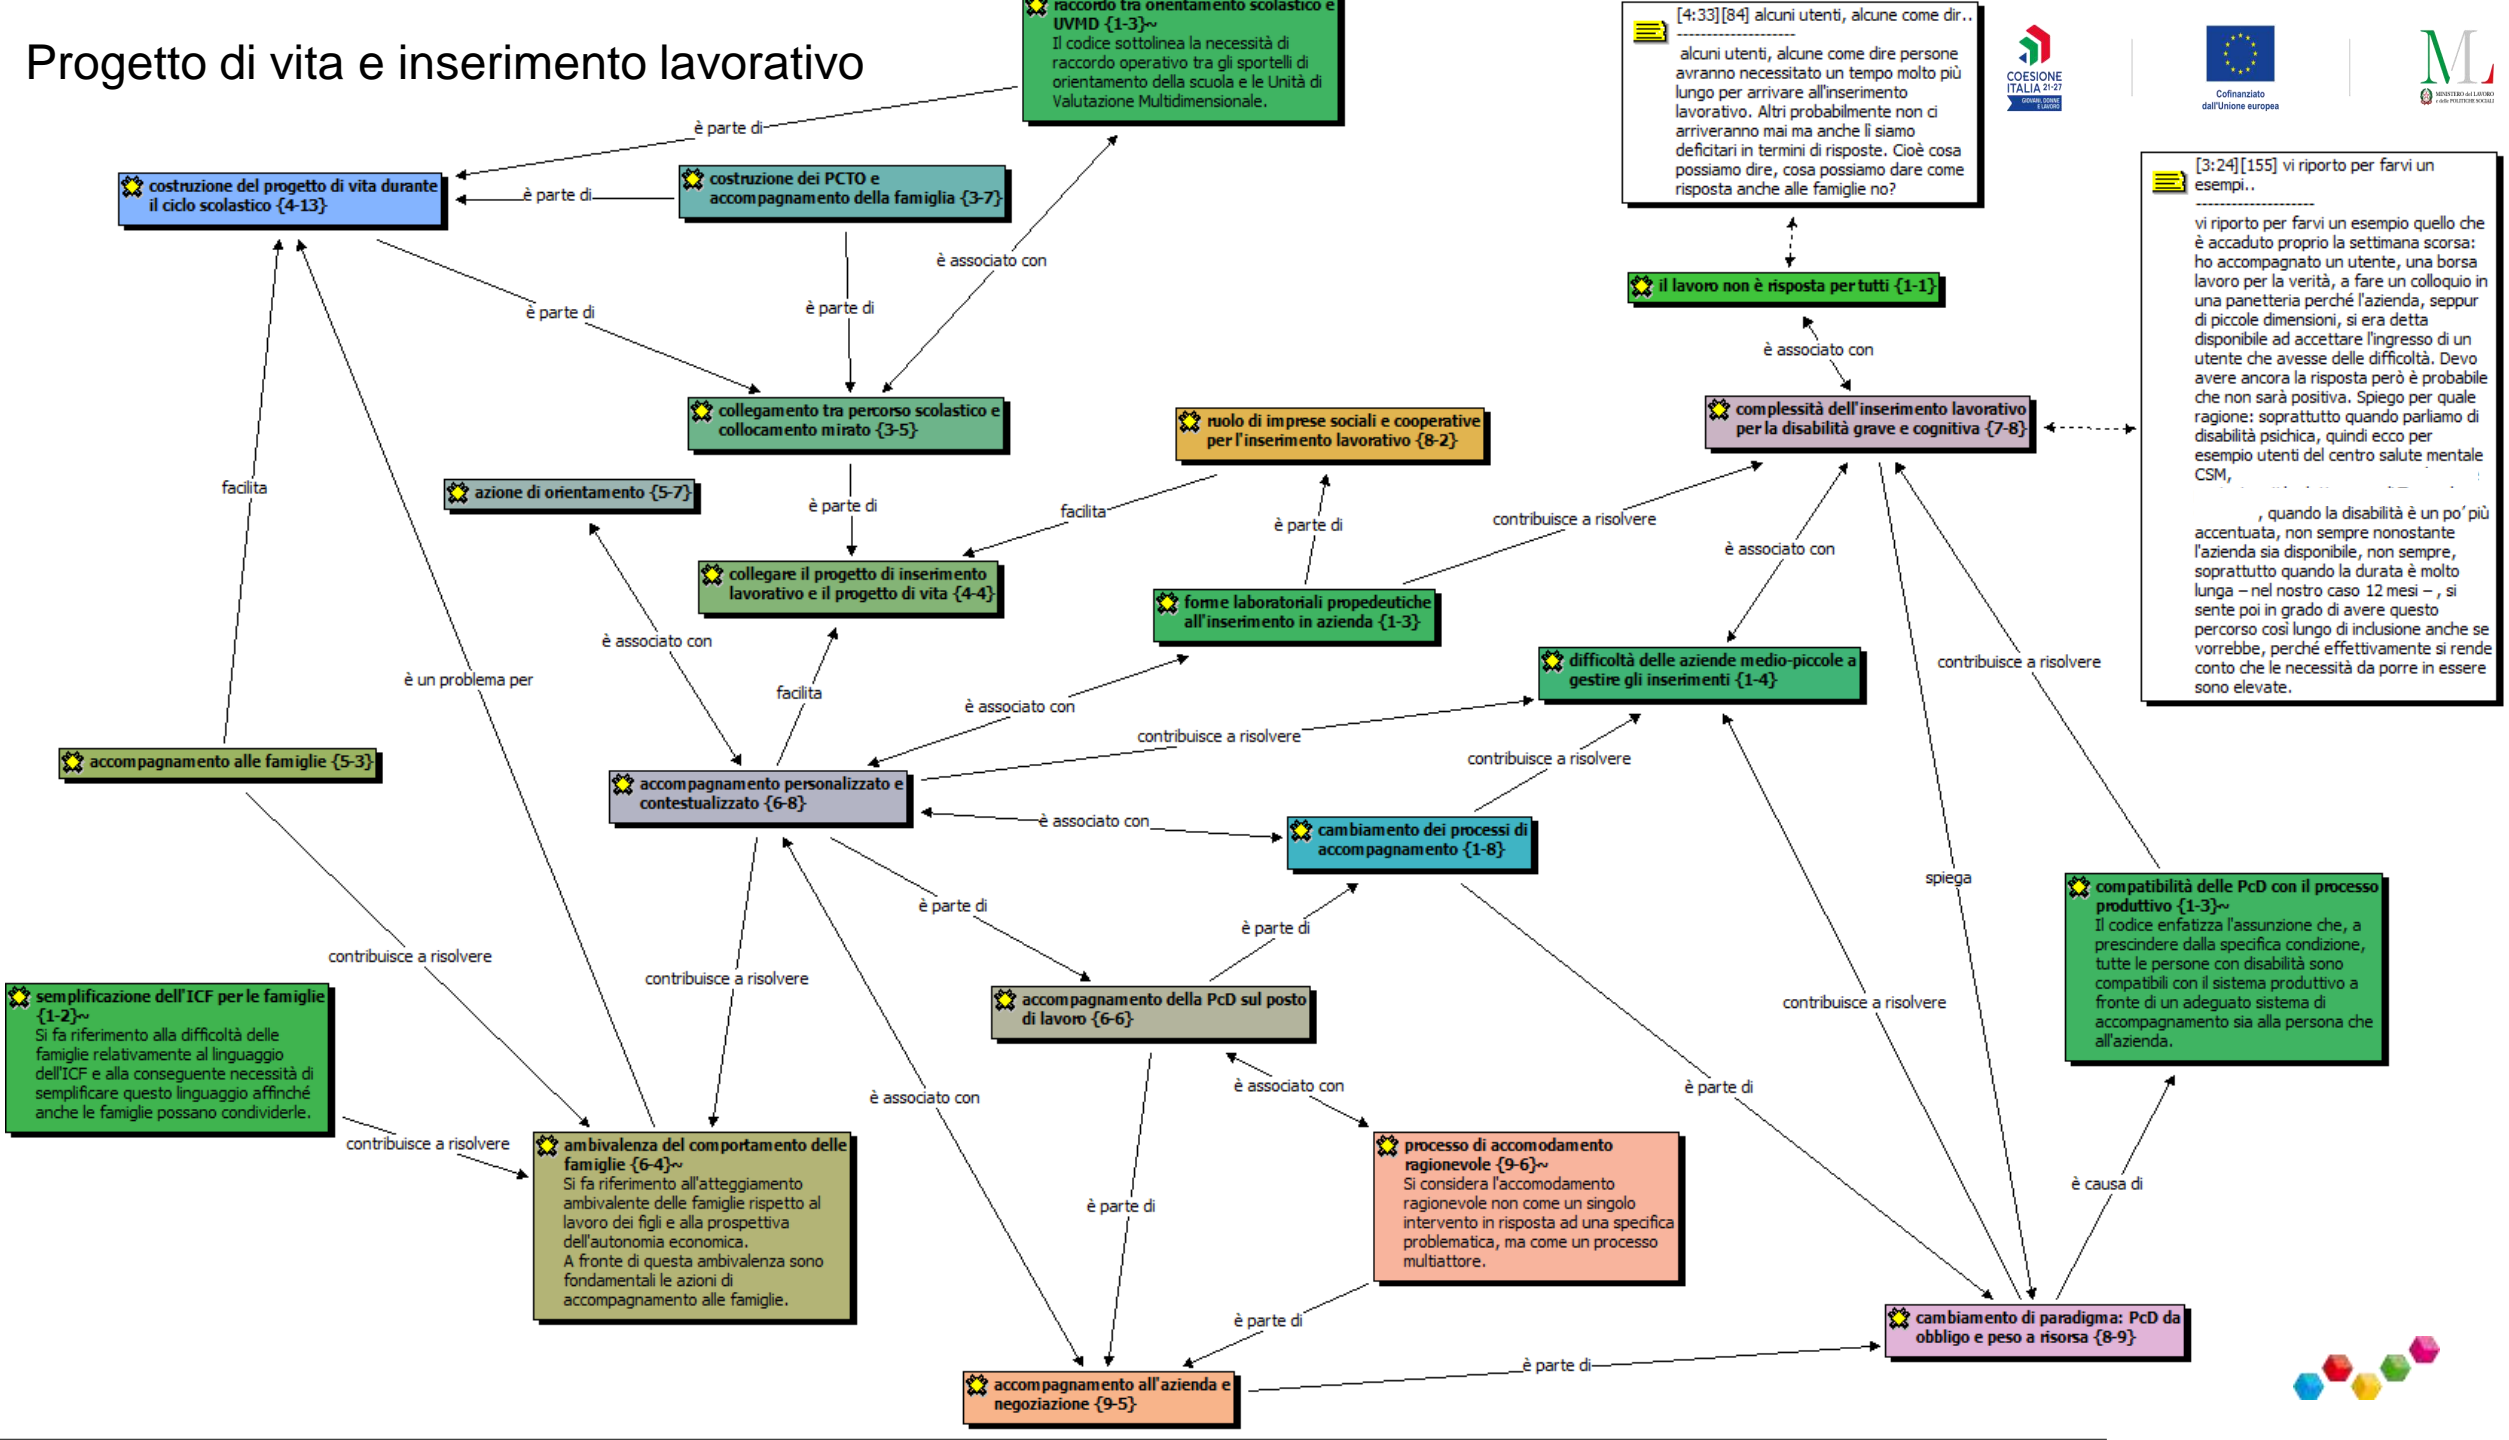 Progetto di vita e inserimento lavorativo
raccordo tra orientamento scolastico e
UVMD {1-3}~
Il codice sottolinea la necessità di
raccordo operativo tra gli sportelli di
orientamento della scuola e le Unità di
Valutazione Multidimensionale.
[4:33][84] alcuni utenti, alcune come dir..
--------------------
alcuni utenti, alcune come dire persone
avranno necessitato un tempo molto più
lungo per arrivare all'inserimento
lavorativo. Altri probabilmente non ci
arriveranno mai ma anche lì siamo
deficitari in termini di risposte. Cioè cosa
possiamo dire, cosa possiamo dare come
risposta anche alle famiglie no?
COESIONE
ITALIA 21-27
GIOVANI, DONNE
E LAVORO
Cofinanziato
dall'Unione europea
MINISTERO del LAVORO
e delle POLITICHE SOCIALI
[3:24][155] vi riporto per farvi un
esempi..
--------------------
vi riporto per farvi un esempio quello che
è accaduto proprio la settimana scorsa:
ho accompagnato un utente, una borsa
lavoro per la verità, a fare un colloquio in
una panetteria perché l'azienda, seppur
di piccole dimensioni, si era detta
disponibile ad accettare l'ingresso di un
utente che avesse delle difficoltà. Devo
avere ancora la risposta però è probabile
che non sarà positiva. Spiego per quale
ragione: soprattutto quando parliamo di
disabilità psichica, quindi ecco per
esempio utenti del centro salute mentale
CSM,
, quando la disabilità è un po' più
accentuata, non sempre nonostante
l'azienda sia disponibile, non sempre,
soprattutto quando la durata è molto
lunga – nel nostro caso 12 mesi – , si
sente poi in grado di avere questo
percorso così lungo di inclusione anche se
vorrebbe, perché effettivamente si rende
conto che le necessità da porre in essere
sono elevate.
è parte di
costruzione del progetto di vita durante
il ciclo scolastico {4-13}
è parte di
costruzione dei PCTO e
accompagnamento della famiglia {3-7}
è associato con
è parte di
è parte di
il lavoro non è risposta per tutti {1-1}
è associato con
collegamento tra percorso scolastico e
collocamento mirato {3-5}
ruolo di imprese sociali e cooperative
per l'inserimento lavorativo {8-2}
complessità dell'inserimento lavorativo
per la disabilità grave e cognitiva {7-8}
facilita
azione di orientamento {5-7}
è parte di
facilita
è parte di
contribuisce a risolvere
è associato con
collegare il progetto di inserimento
lavorativo e il progetto di vita {4-4}
forme laboratoriali propedeutiche
all'inserimento in azienda {1-3}
è associato con
difficoltà delle aziende medio-piccole a
gestire gli inserimenti {1-4}
contribuisce a risolvere
è un problema per
facilita
è associato con
contribuisce a risolvere
contribuisce a risolvere
accompagnamento alle famiglie {5-3}
accompagnamento personalizzato e
contestualizzato {6-8}
è associato con
cambiamento dei processi di
accompagnamento {1-8}
spiega
compatibilità delle PcD con il processo
produttivo {1-3}~
Il codice enfatizza l'assunzione che, a
prescindere dalla specifica condizione,
tutte le persone con disabilità sono
compatibili con il sistema produttivo a
fronte di un adeguato sistema di
accompagnamento sia alla persona che
all'azienda.
è parte di
è parte di
contribuisce a risolvere
contribuisce a risolvere
contribuisce a risolvere
semplificazione dell'ICF per le famiglie
{1-2}~
Si fa riferimento alla difficoltà delle
famiglie relativamente al linguaggio
dell'ICF e alla conseguente necessità di
semplificare questo linguaggio affinché
anche le famiglie possano condividerle.
accompagnamento della PcD sul posto
di lavoro {6-6}
è associato con
è associato con
è parte di
contribuisce a risolvere
ambivalenza del comportamento delle
famiglie {6-4}~
Si fa riferimento all'atteggiamento
ambivalente delle famiglie rispetto al
lavoro dei figli e alla prospettiva
dell'autonomia economica.
A fronte di questa ambivalenza sono
fondamentali le azioni di
accompagnamento alle famiglie.
processo di accomodamento
ragionevole {9-6}~
Si considera l'accomodamento
ragionevole non come un singolo
intervento in risposta ad una specifica
problematica, ma come un processo
multiattore.
è parte di
è causa di
è parte di
cambiamento di paradigma: PcD da
obbligo e peso a risorsa {8-9}
è parte di
accompagnamento all'azienda e
negoziazione {9-5}